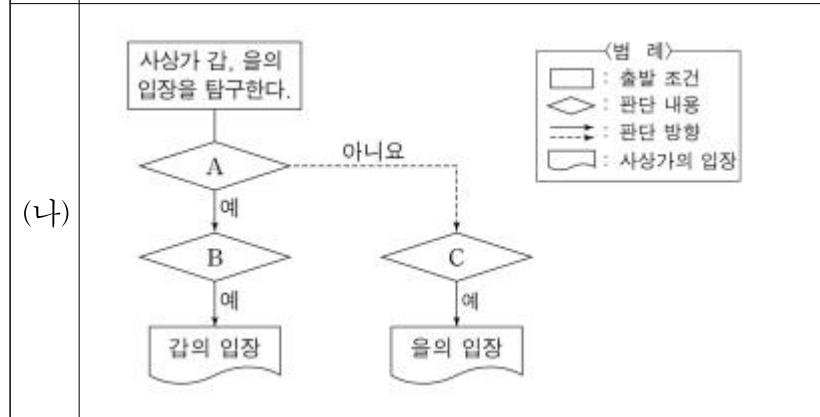 (나)
사상가 갑, 을의
입장을 탐구한다.
A
아니요
예
B
C
예
예
갑의 입장
을의 입장
〈범 례〉
: 출발 조건
: 판단 내용
: 판단 방향
: 사상가의 입장